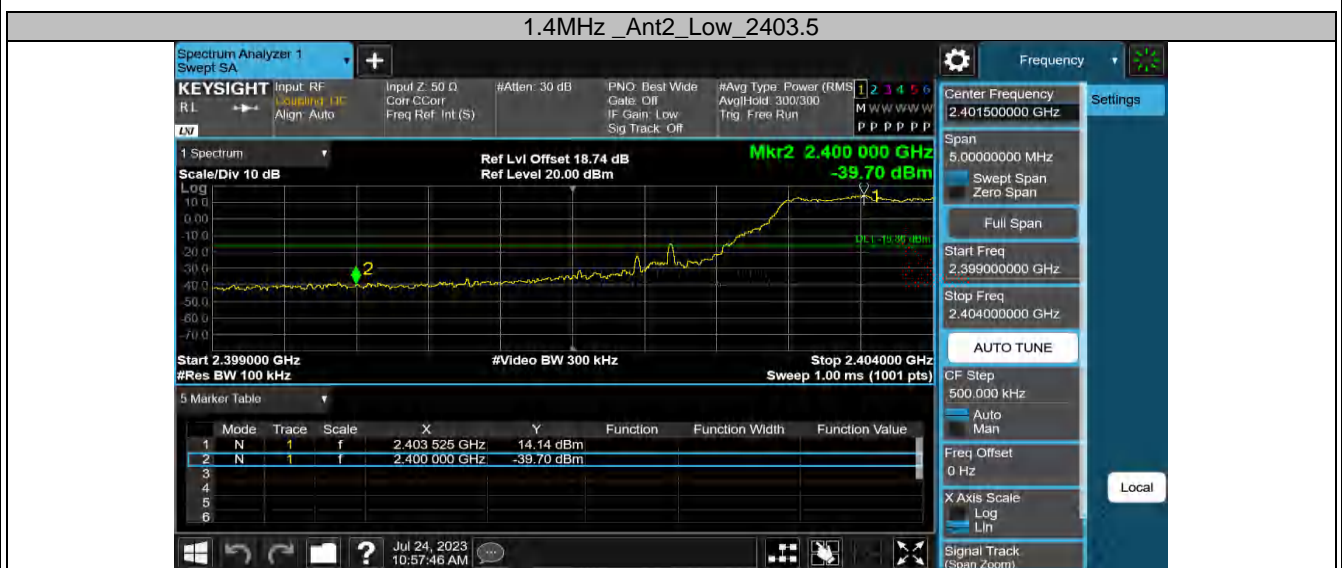 1.4MHz _Ant2_Low_2403.5
Spectrum Analyzer 1
Swept SA
Frequency
KEYSIGHT
RL
LXI
Input: RF
Coupling: DC
Align: Auto
Input Z: 50 Ω
Corr CCorr
Freq Ref: Int (S)
#Atten: 30 dB
PNO: Best Wide
Gate: Off
IF Gain: Low
Sig Track: Off
#Avg Type: Power (RMS
Avg|Hold: 300/300
Trig: Free Run
1 2 3 4 5 6
M W W W W W
P P P P P P
Center Frequency
2.401500000 GHz
Settings
1 Spectrum
Scale/Div 10 dB
Ref Lvl Offset 18.74 dB
Ref Level 20.00 dBm
Mkr2 2.400 000 GHz
-39.70 dBm
Span
5.00000000 MHz
Swept Span
Zero Span
Full Span
Start Freq
2.399000000 GHz
Stop Freq
2.404000000 GHz
AUTO TUNE
CF Step
500.000 kHz
Auto
Man
Freq Offset
0 Hz
X Axis Scale
Log
Lin
Signal Track
(Span Zoom)
Local
Log
10.0
0.00
-10.0
-20.0
-30.0
-40.0
-50.0
-60.0
-70.0
1
2
Start 2.399000 GHz
#Res BW 100 kHz
#Video BW 300 kHz
Stop 2.404000 GHz
Sweep 1.00 ms (1001 pts)
5 Marker Table
Mode Trace Scale X Y Function Function Width Function Value
1 N 1 f 2.403 525 GHz 14.14 dBm
2 N 1 f 2.400 000 GHz -39.70 dBm
3
4
5
6
?
Jul 24, 2023
10:57:46 AM